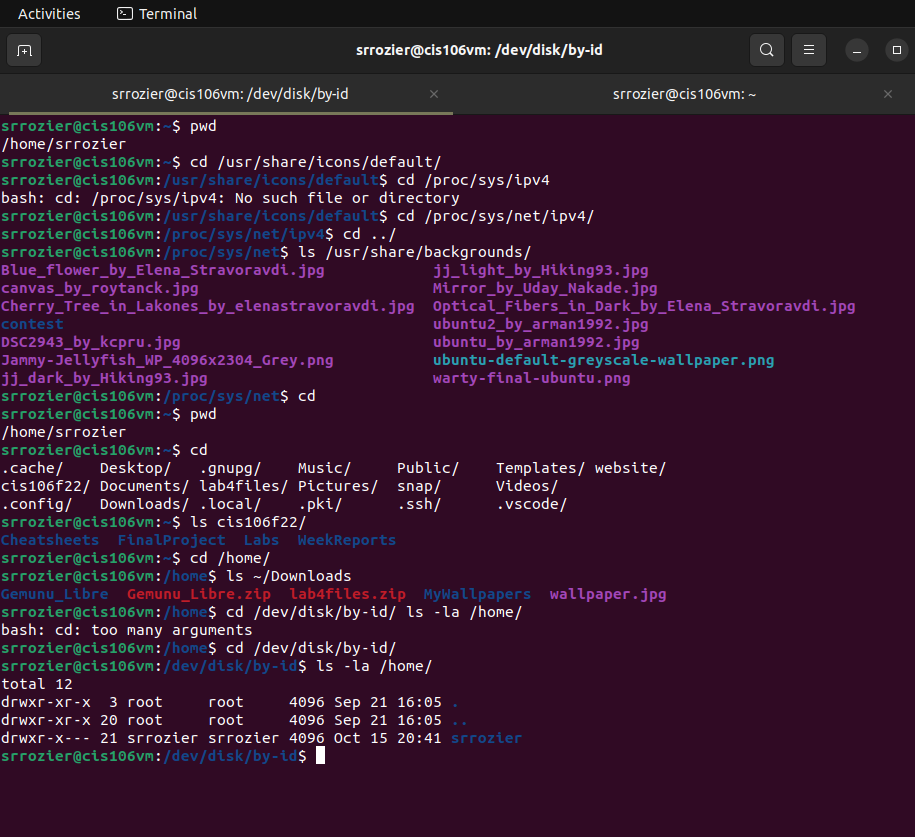 Activities Terminal
srrozier@cis106vm: /dev/disk/by-id
srrozier@cis106vm: /dev/disk/by-id × srrozier@cis106vm: ~ ×
srrozier@cis106vm:~$ pwd
/home/srrozier
srrozier@cis106vm:~$ cd /usr/share/icons/default/
srrozier@cis106vm:/usr/share/icons/default$ cd /proc/sys/ipv4
bash: cd: /proc/sys/ipv4: No such file or directory
srrozier@cis106vm:/usr/share/icons/default$ cd /proc/sys/net/ipv4/
srrozier@cis106vm:/proc/sys/net/ipv4$ cd ../
srrozier@cis106vm:/proc/sys/net$ ls /usr/share/backgrounds/
Blue_flower_by_Elena_Stravoravdi.jpg jj_light_by_Hiking93.jpg
canvas_by_roytanck.jpg Mirror_by_Uday_Nakade.jpg
Cherry_Tree_in_Lakones_by_elenastravoravdi.jpg Optical_Fibers_in_Dark_by_Elena_Stravoravdi.jpg
contest ubuntu2_by_arman1992.jpg
DSC2943_by_kcpru.jpg ubuntu_by_arman1992.jpg
Jammy-Jellyfish_WP_4096x2304_Grey.png ubuntu-default-greyscale-wallpaper.png
jj_dark_by_Hiking93.jpg warty-final-ubuntu.png
srrozier@cis106vm:/proc/sys/net$ cd
srrozier@cis106vm:~$ pwd
/home/srrozier
srrozier@cis106vm:~$ cd
.cache/ Desktop/ .gnupg/ Music/ Public/ Templates/ website/
cis106f22/ Documents/ lab4files/ Pictures/ snap/ Videos/
.config/ Downloads/ .local/ .pki/ .ssh/ .vscode/
srrozier@cis106vm:~$ ls cis106f22/
Cheatsheets FinalProject Labs WeekReports
srrozier@cis106vm:~$ cd /home/
srrozier@cis106vm:/home$ ls ~/Downloads
Gemunu_Libre Gemunu_Libre.zip lab4files.zip MyWallpapers wallpaper.jpg
srrozier@cis106vm:/home$ cd /dev/disk/by-id/ ls -la /home/
bash: cd: too many arguments
srrozier@cis106vm:/home$ cd /dev/disk/by-id/
srrozier@cis106vm:/dev/disk/by-id$ ls -la /home/
total 12
drwxr-xr-x 3 root root 4096 Sep 21 16:05 .
drwxr-xr-x 20 root root 4096 Sep 21 16:05 ..
drwxr-x--- 21 srrozier srrozier 4096 Oct 15 20:41 srrozier
srrozier@cis106vm:/dev/disk/by-id$